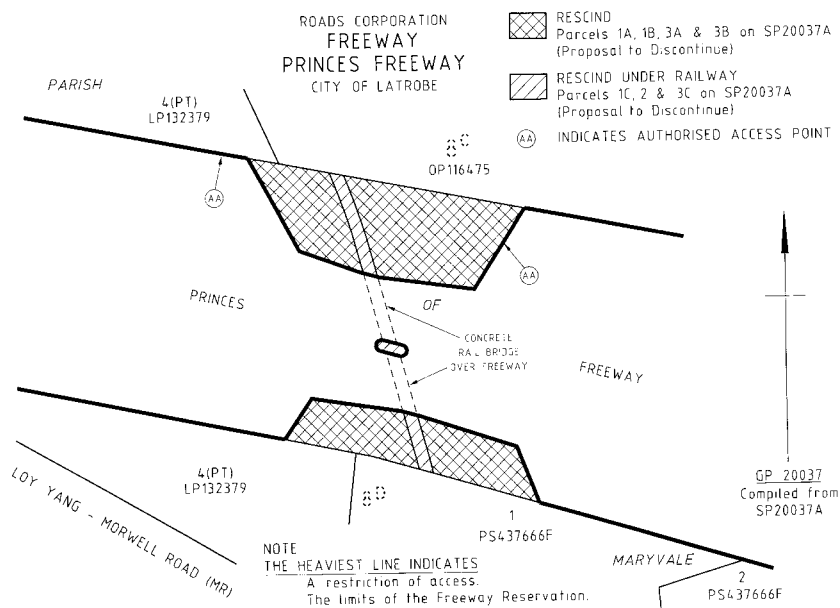 ROADS CORPORATION
FREEWAY
PRINCES FREEWAY
CITY OF LATROBE
RESCIND
Parcels 1A, 1B, 3A & 3B on SP20037A
(Proposal to Discontinue)
RESCIND UNDER RAILWAY
Parcels 1C, 2 & 3C on SP20037A
(Proposal to Discontinue)
AA INDICATES AUTHORISED ACCESS POINT
PARISH
4(PT)
LP132379
8C
OP116475
AA
AA
PRINCES
OF
CONCRETE
RAIL BRIDGE
OVER FREEWAY
FREEWAY
4(PT)
LP132379
8D
LOY YANG - MORWELL ROAD (MR)
1
PS437666F
MARYVALE
2
PS437666F
GP 20037
Compiled from
SP20037A
NOTE
THE HEAVIEST LINE INDICATES
A restriction of access.
The limits of the Freeway Reservation.